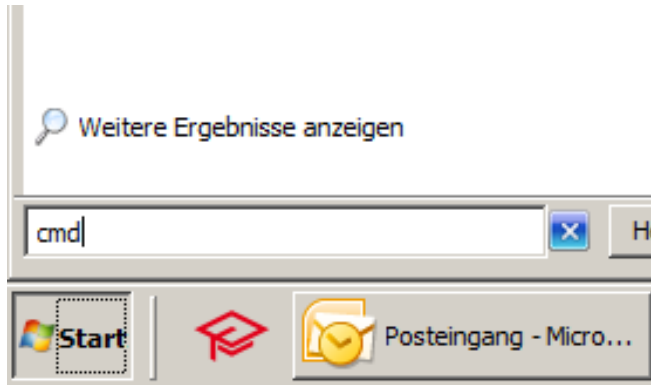 Weitere Ergebnisse anzeigen
cmd
Start
Posteingang - Micro...